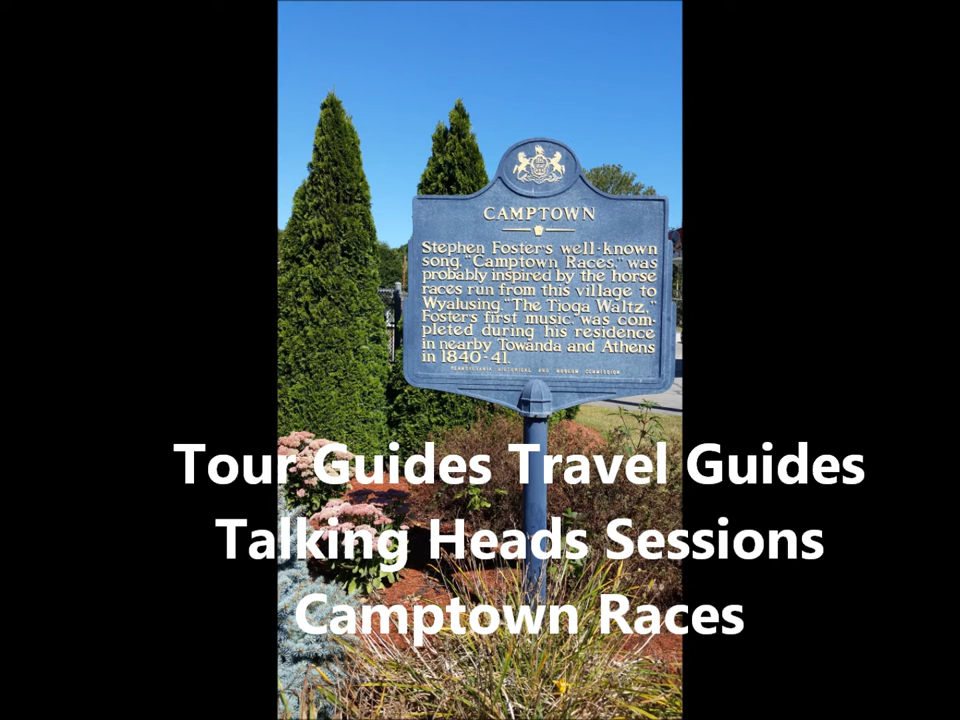 CAMPTOWN
Stephen Foster's well-known
song, "Camptown Races," was
probably inspired by the horse
races run from this village to
Wyalusing. "The Tioga Waltz,"
Foster's first music, was com-
pleted during his residence
in nearby Towanda and Athens
in 1840-41.
PENNSYLVANIA HISTORICAL AND MUSEUM COMMISSION
Tour Guides Travel Guides
Talking Heads Sessions
Camptown Races